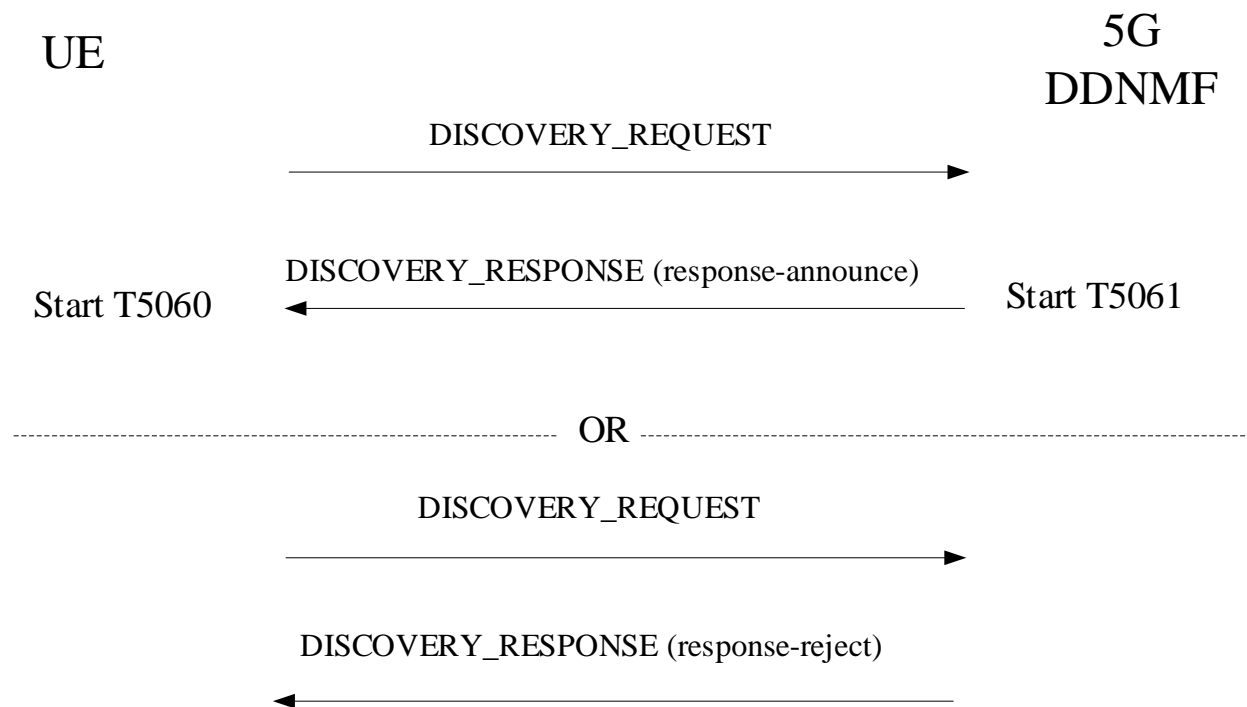 UE
5G
DDNMF
DISCOVERY_REQUEST
DISCOVERY_RESPONSE (response-announce)
Start T5060
Start T5061
OR
DISCOVERY_REQUEST
DISCOVERY_RESPONSE (response-reject)